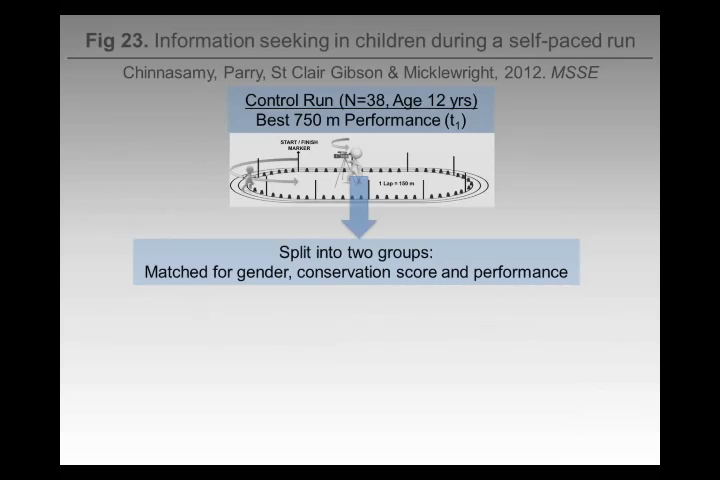 Fig 23. Information seeking in children during a self-paced run
Chinnasamy, Parry, St Clair Gibson & Micklewright, 2012. MSSE
Control Run (N=38, Age 12 yrs)
Best 750 m Performance (t₁)
START / FINISH
MARKER
1 Lap = 150 m
Split into two groups:
Matched for gender, conservation score and performance